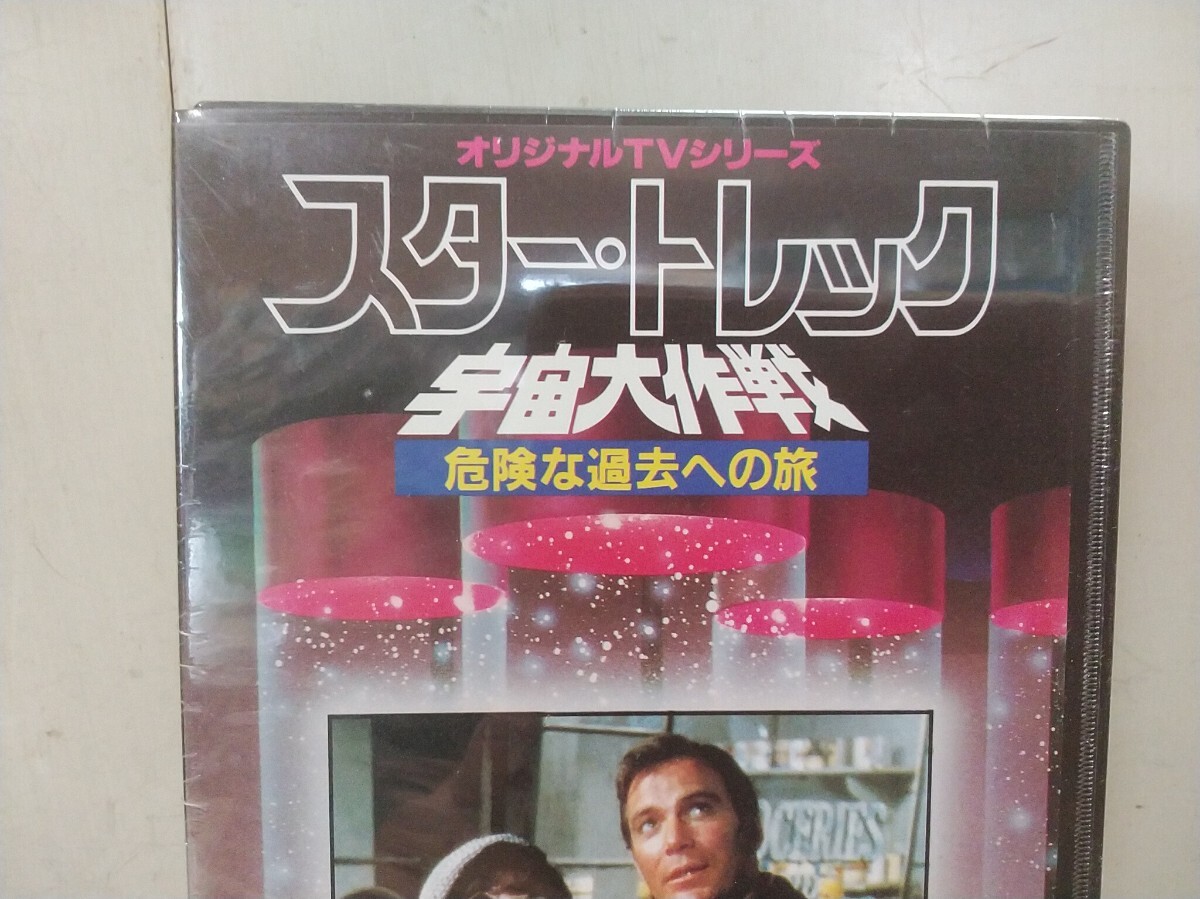 オリジナルTVシリーズ
スター・トレック
宇宙大作戦
危険な過去への旅